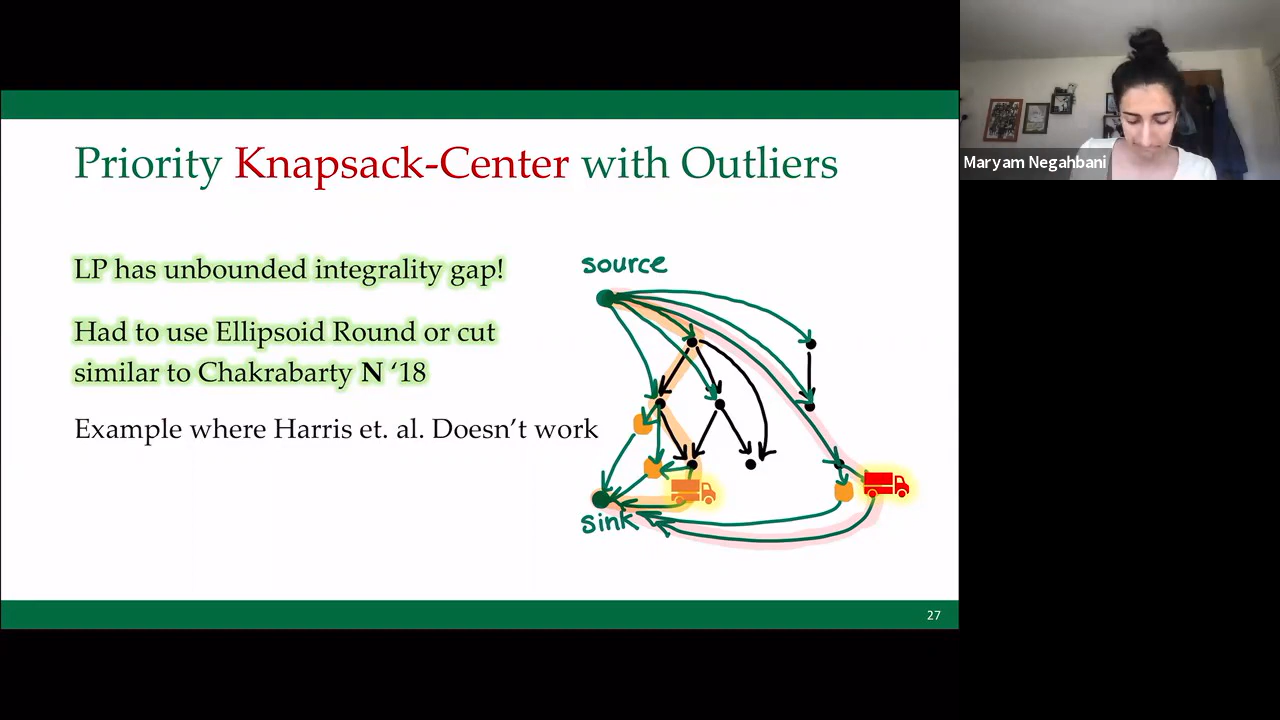 Priority Knapsack-Center with Outliers
LP has unbounded integrality gap!
Had to use Ellipsoid Round or cut
similar to Chakrabarty N ‘18
Example where Harris et. al. Doesn’t work
source
sink
27
Maryam Negahbani